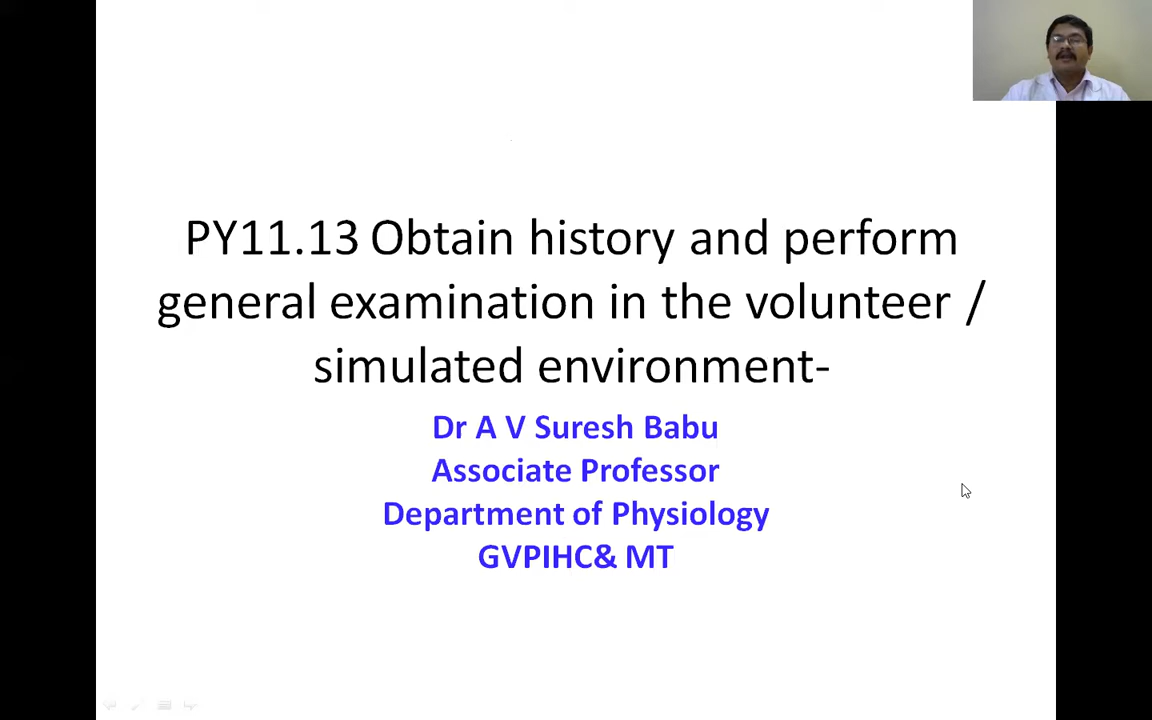 PY11.13 Obtain history and perform
general examination in the volunteer /
simulated environment-
Dr A V Suresh Babu
Associate Professor
Department of Physiology
GVPIHC& MT